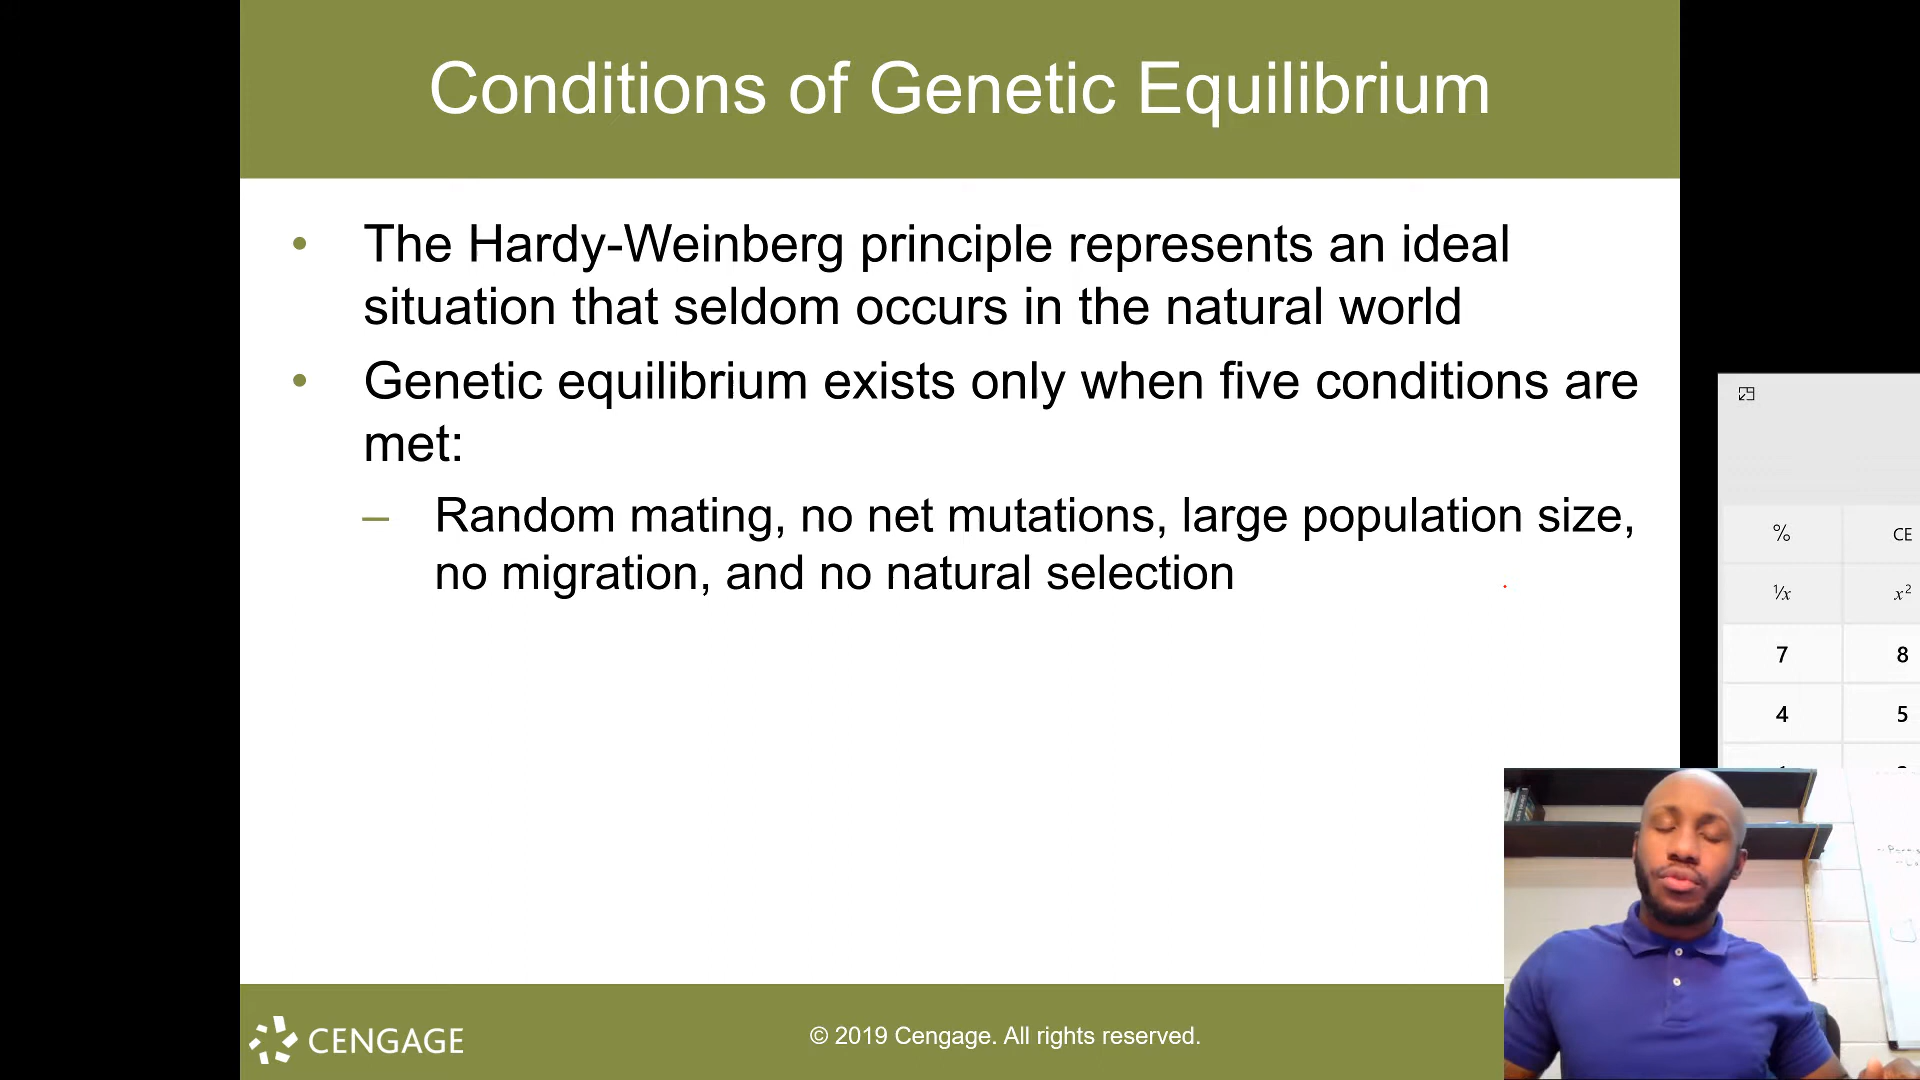 Conditions of Genetic Equilibrium
• The Hardy-Weinberg principle represents an ideal
situation that seldom occurs in the natural world
• Genetic equilibrium exists only when five conditions are
met:
– Random mating, no net mutations, large population size,
no migration, and no natural selection
% CE
1/x x²
7 8
4 5
CENGAGE
© 2019 Cengage. All rights reserved.